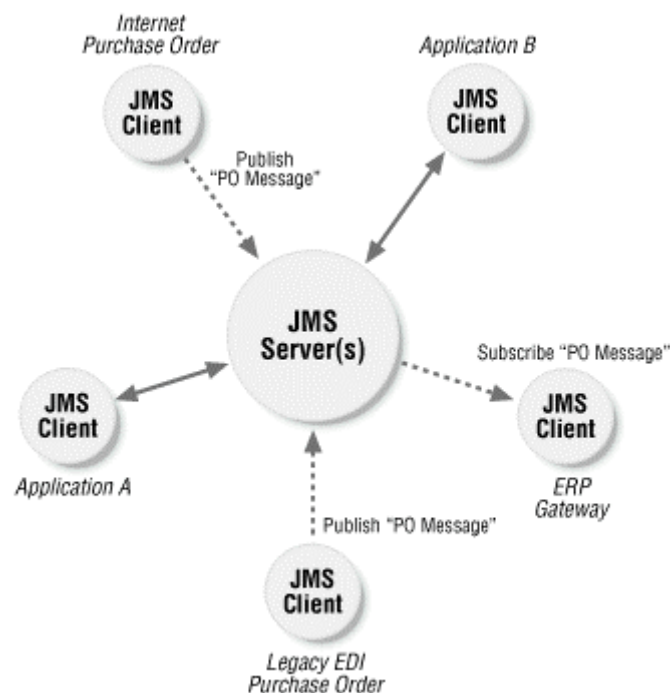 Internet
Purchase Order
JMS
Client
Application B
JMS
Client
Publish
"PO Message"
JMS
Server(s)
Subscribe "PO Message"
JMS
Client
ERP
Gateway
JMS
Client
Application A
Publish "PO Message"
JMS
Client
Legacy EDI
Purchase Order